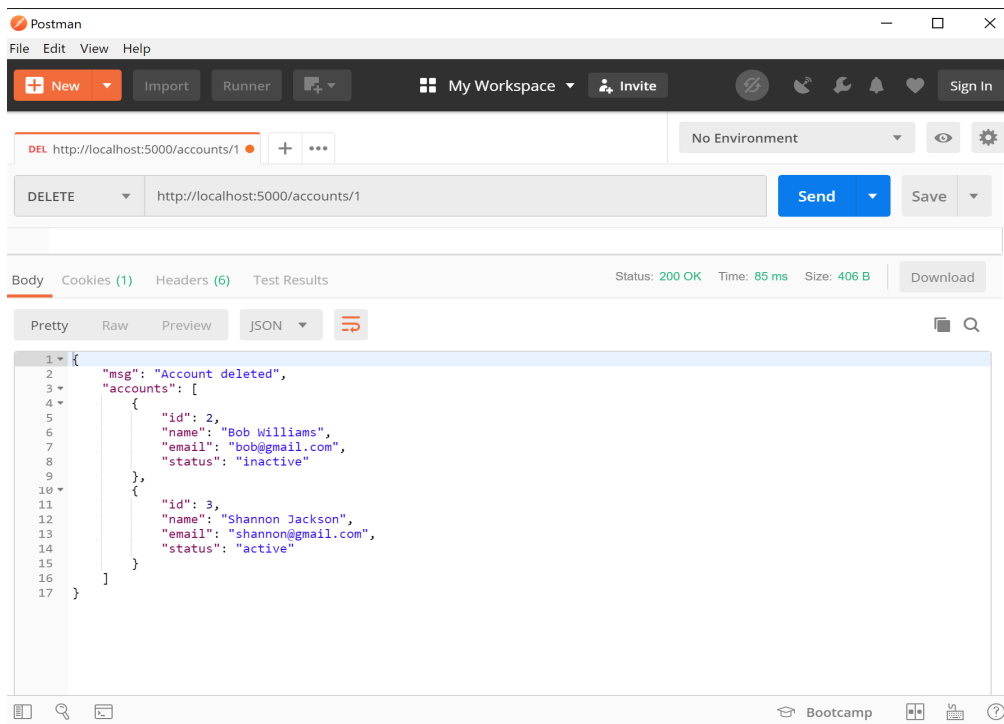 Postman
File Edit View Help
New Import Runner My Workspace Invite Sign In
DEL http://localhost:5000/accounts/1 No Environment
DELETE http://localhost:5000/accounts/1 Send Save
Body Cookies (1) Headers (6) Test Results Status: 200 OK Time: 85 ms Size: 406 B Download
Pretty Raw Preview JSON
1 {
2 "msg": "Account deleted",
3 "accounts": [
4 {
5 "id": 2,
6 "name": "Bob Williams",
7 "email": "bob@gmail.com",
8 "status": "inactive"
9 },
10 {
11 "id": 3,
12 "name": "Shannon Jackson",
13 "email": "shannon@gmail.com",
14 "status": "active"
15 }
16 ]
17 }
Bootcamp